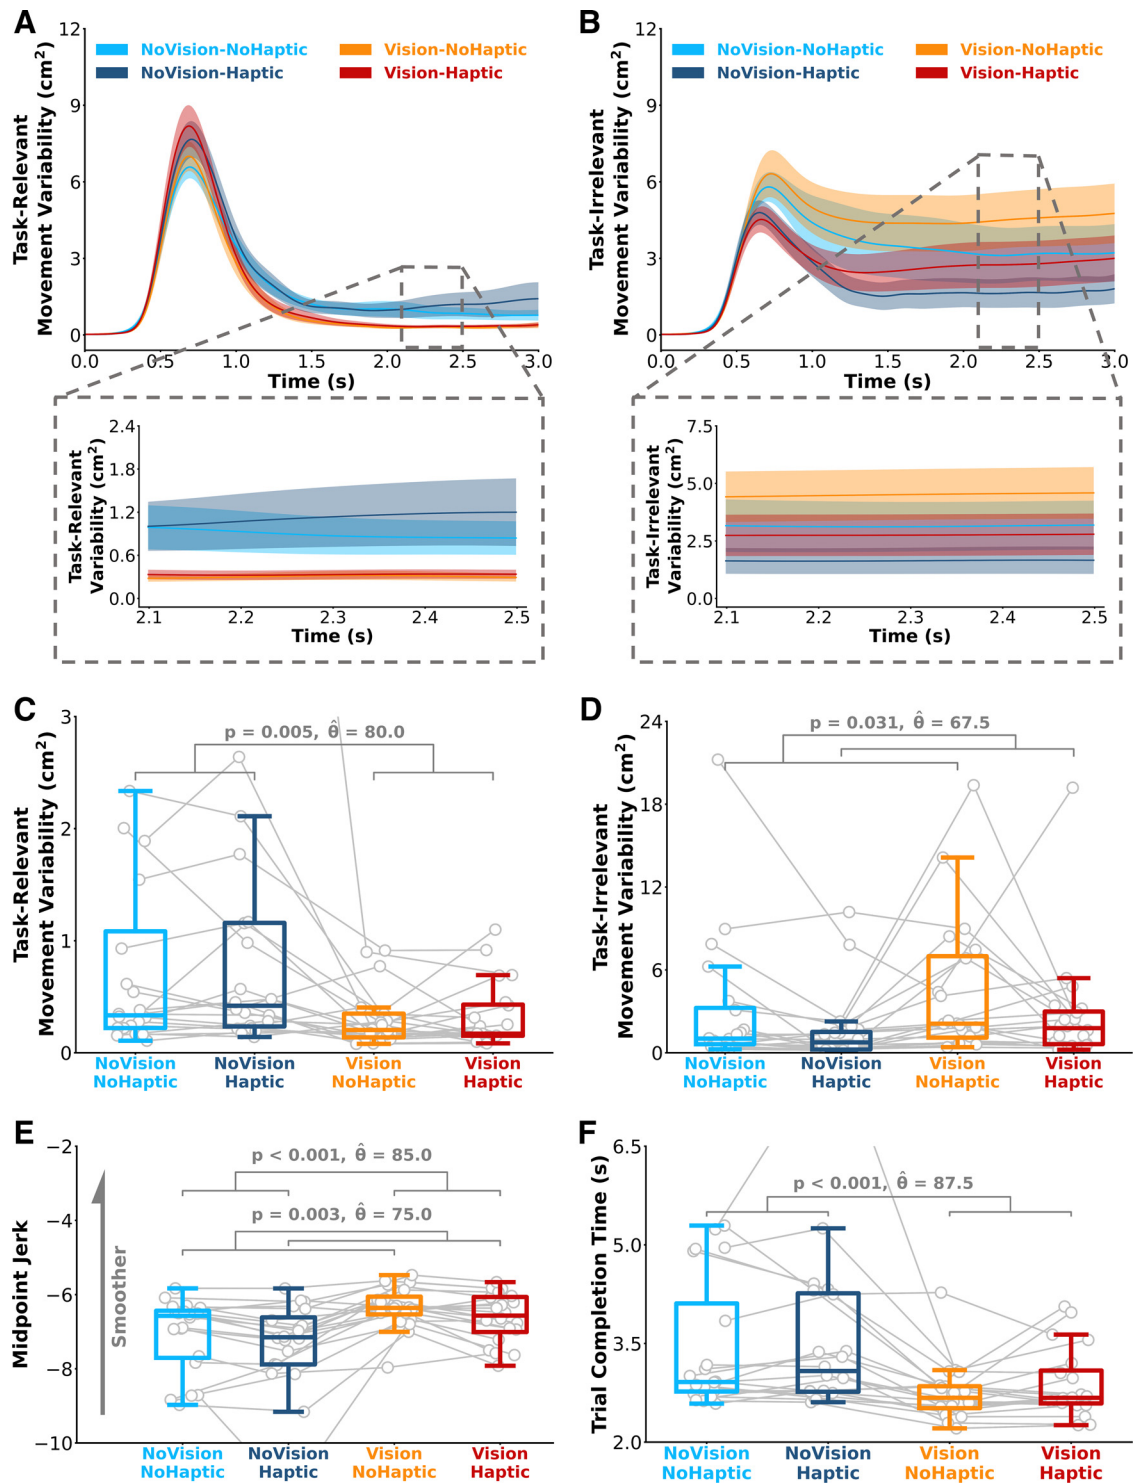 A
12
9
6
3
0
Task-Relevant
Movement Variability (cm²)
NoVision-NoHaptic
NoVision-Haptic
Vision-NoHaptic
Vision-Haptic
0.0 0.5 1.0 1.5 2.0 2.5 3.0
Time (s)
2.4
1.8
1.2
0.6
0.0
Task-Relevant
Variability (cm²)
2.1 2.2 2.3 2.4 2.5
Time (s)
B
12
9
6
3
0
Task-Irrelevant
Movement Variability (cm²)
NoVision-NoHaptic
NoVision-Haptic
Vision-NoHaptic
Vision-Haptic
0.0 0.5 1.0 1.5 2.0 2.5 3.0
Time (s)
7.5
5.0
2.5
0.0
Task-Irrelevant
Variability (cm²)
2.1 2.2 2.3 2.4 2.5
Time (s)
C
3
2
1
0
Task-Relevant
Movement Variability (cm²)
p = 0.005, θ̂ = 80.0
NoVision NoVision Vision Vision
NoHaptic Haptic NoHaptic Haptic
D
24
18
12
6
0
Task-Irrelevant
Movement Variability (cm²)
p = 0.031, θ̂ = 67.5
NoVision NoVision Vision Vision
NoHaptic Haptic NoHaptic Haptic
E
−2
−4
−6
−8
−10
Midpoint Jerk
Smoother
p < 0.001, θ̂ = 85.0
p = 0.003, θ̂ = 75.0
NoVision NoVision Vision Vision
NoHaptic Haptic NoHaptic Haptic
F
6.5
5.0
3.5
2.0
Trial Completion Time (s)
p < 0.001, θ̂ = 87.5
NoVision NoVision Vision Vision
NoHaptic Haptic NoHaptic Haptic